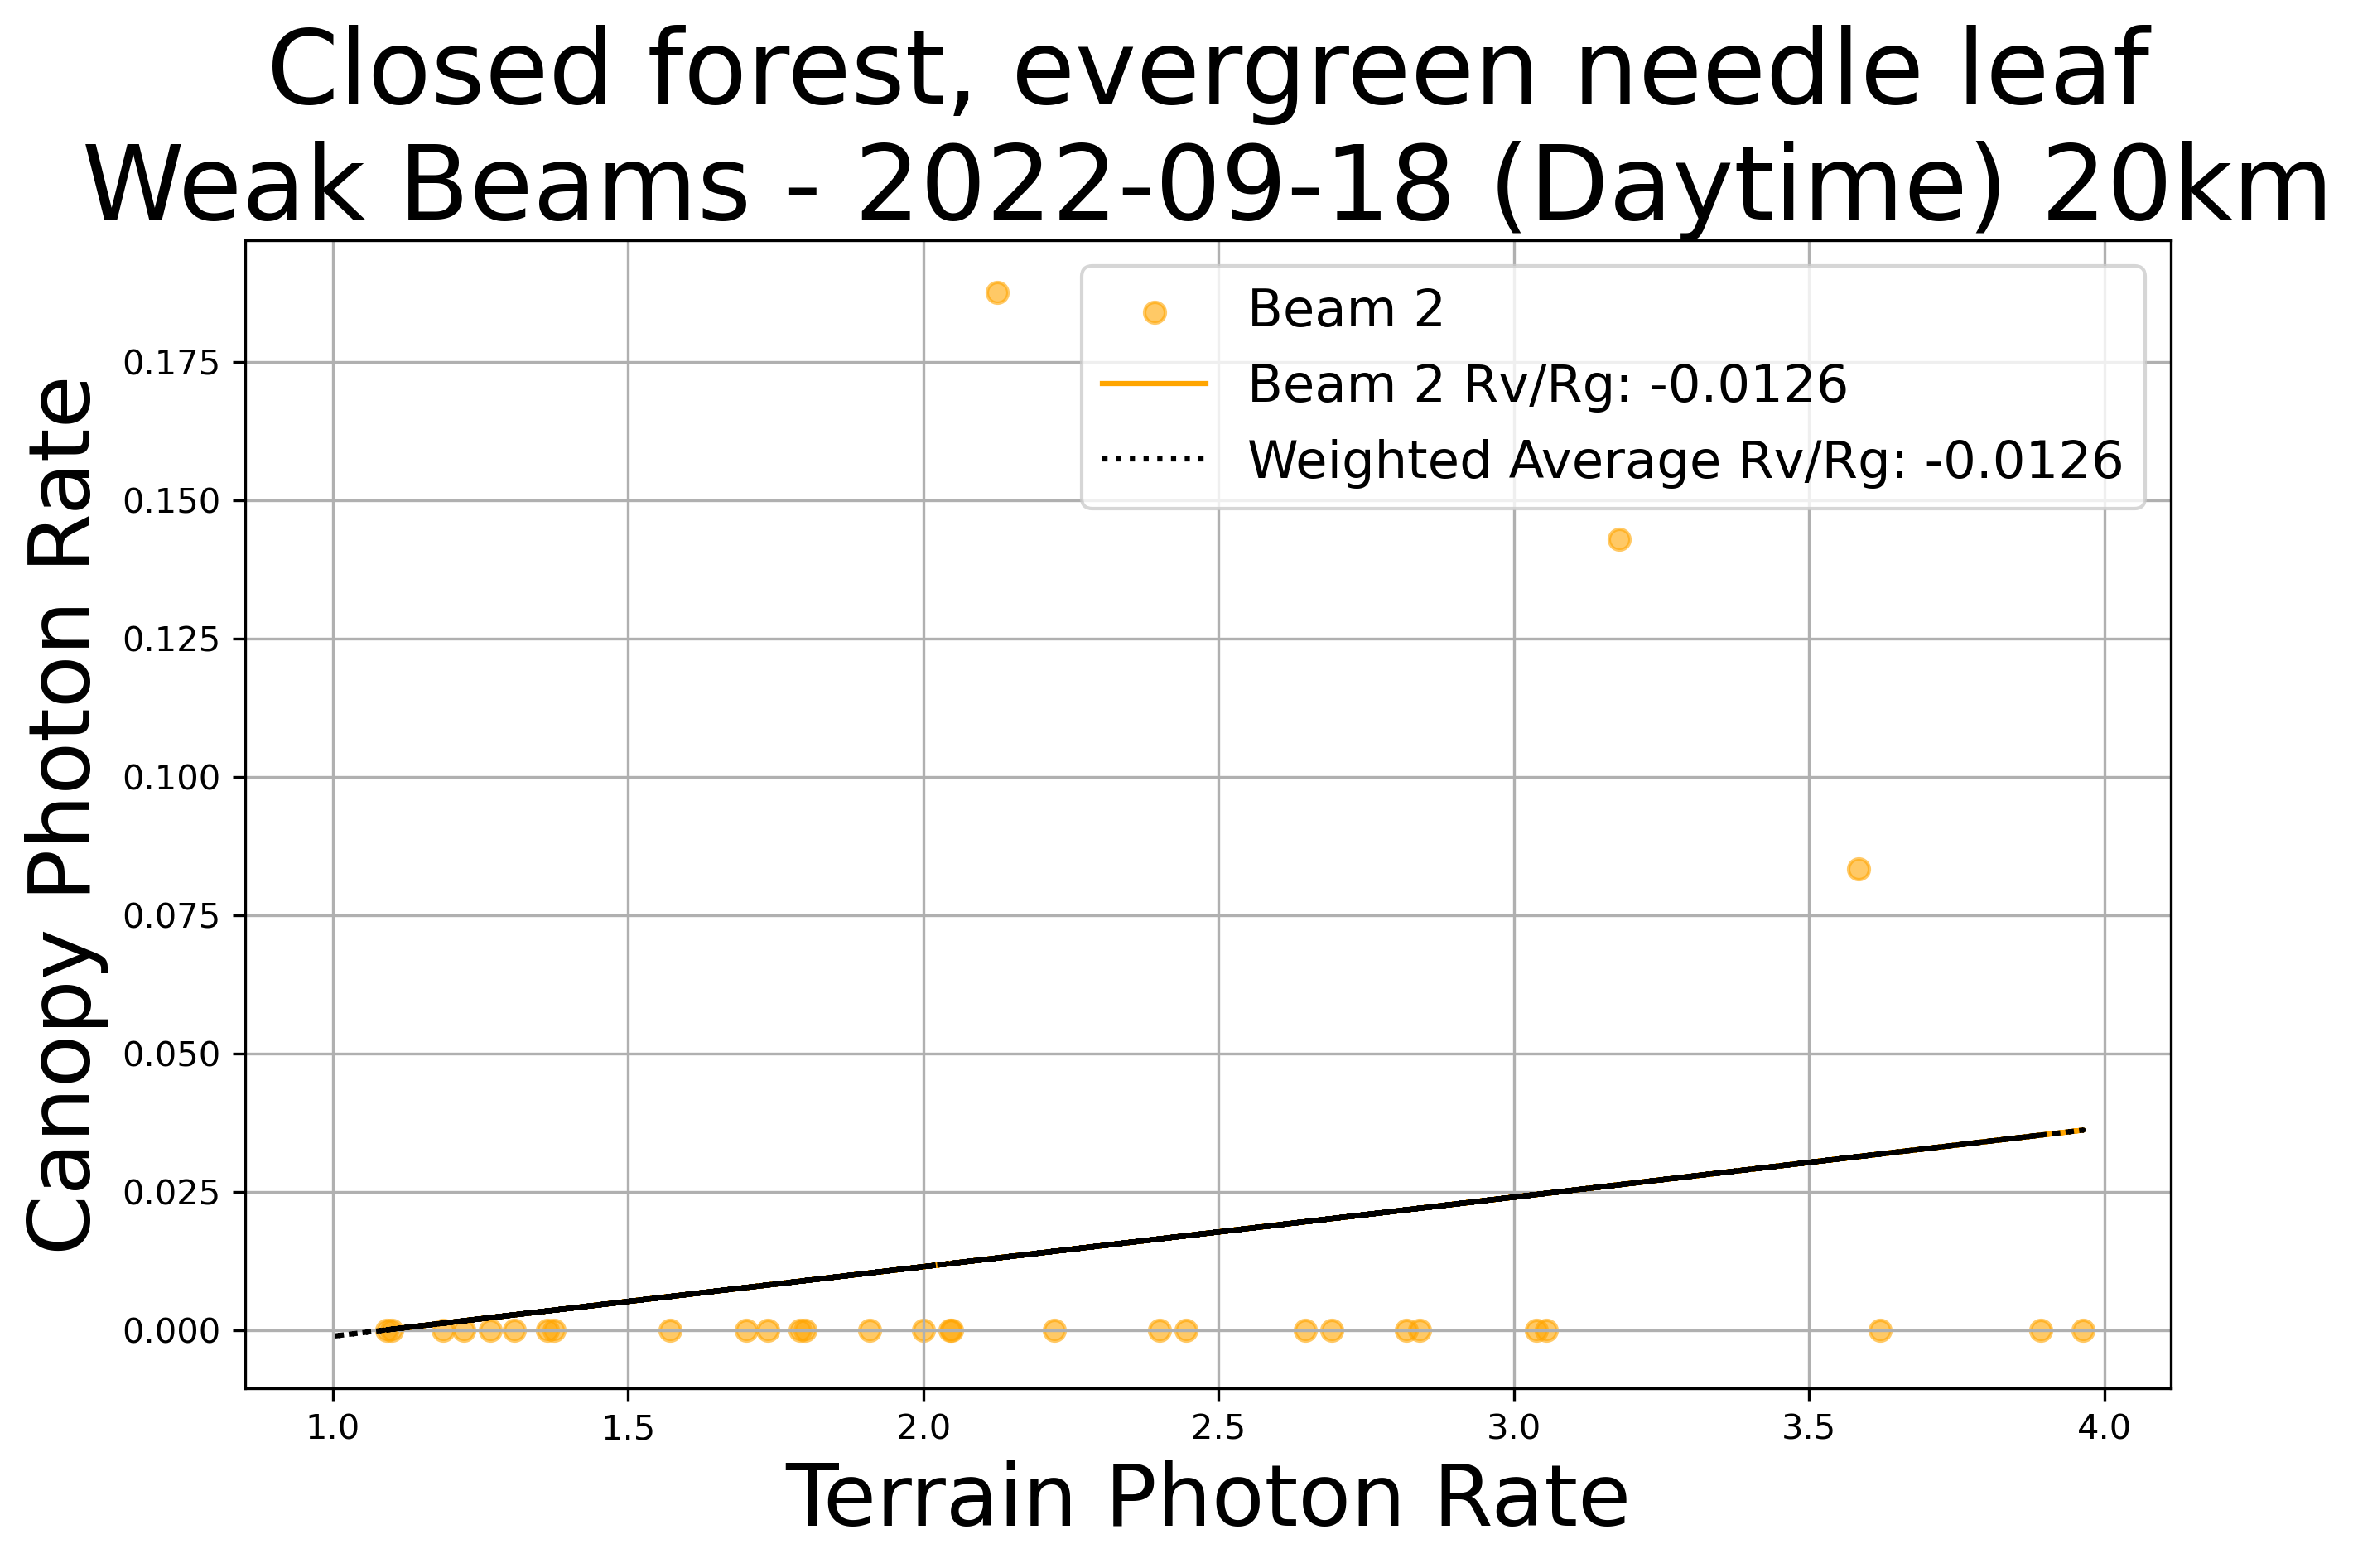 Closed forest, evergreen needle leaf
Weak Beams - 2022-09-18 (Daytime) 20km
Beam 2
Beam 2 Rv/Rg: -0.0126
Weighted Average Rv/Rg: -0.0126
Canopy Photon Rate
0.175
0.150
0.125
0.100
0.075
0.050
0.025
0.000
1.0 1.5 2.0 2.5 3.0 3.5 4.0
Terrain Photon Rate